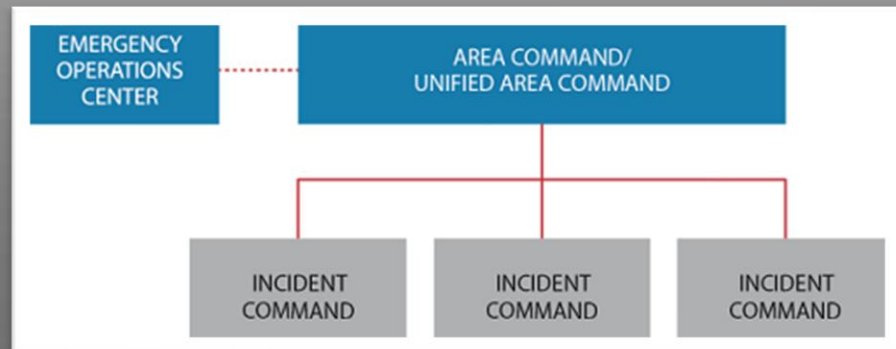 EMERGENCY
OPERATIONS
CENTER
AREA COMMAND/
UNIFIED AREA COMMAND
INCIDENT
COMMAND
INCIDENT
COMMAND
INCIDENT
COMMAND